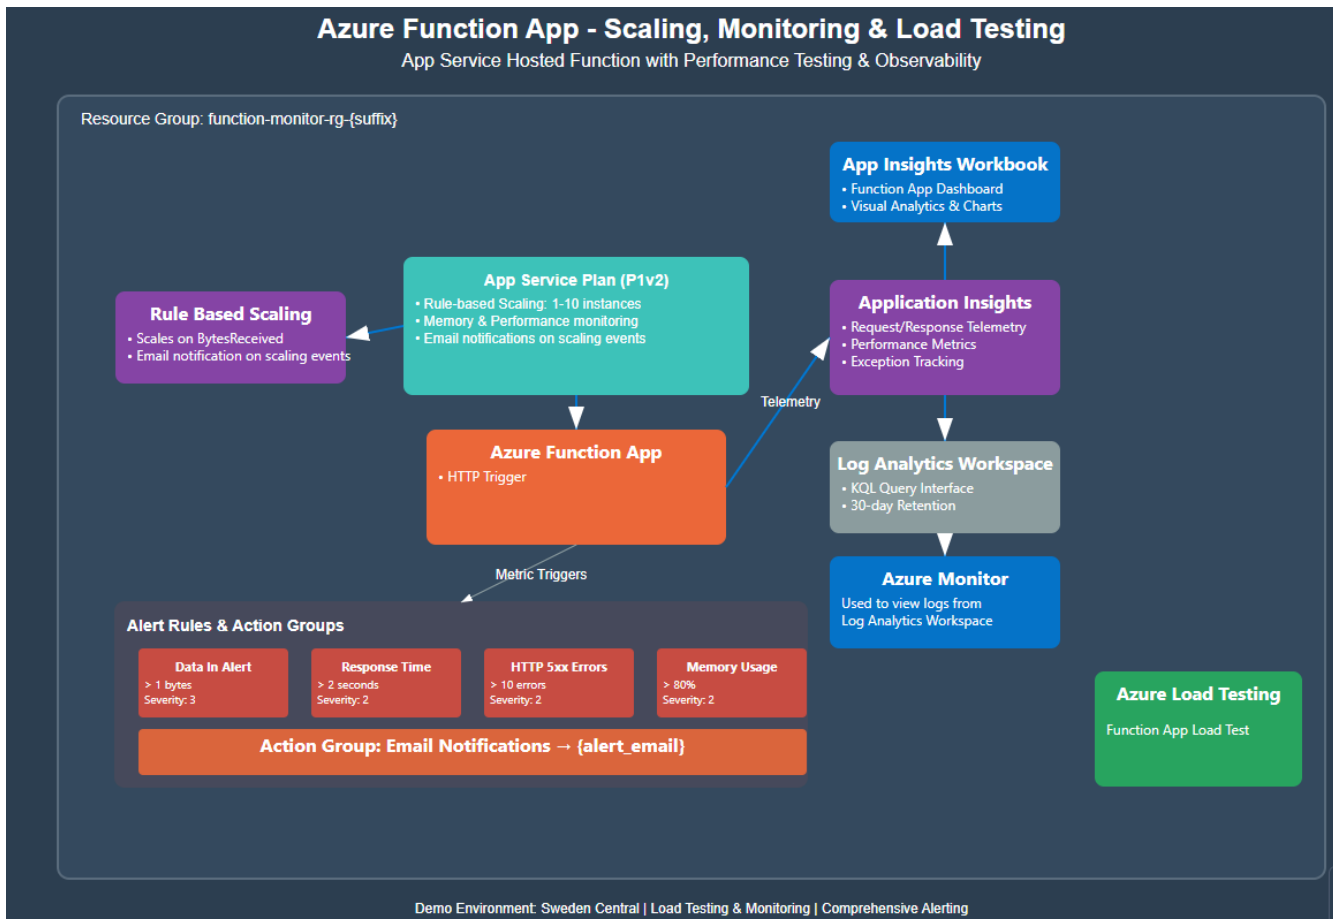 Azure Function App - Scaling, Monitoring & Load Testing
App Service Hosted Function with Performance Testing & Observability
Resource Group: function-monitor-rg-{suffix}
App Insights Workbook
• Function App Dashboard
• Visual Analytics & Charts
App Service Plan (P1v2)
• Rule-based Scaling: 1-10 instances
• Memory & Performance monitoring
• Email notifications on scaling events
Rule Based Scaling
• Scales on BytesReceived
• Email notification on scaling events
Application Insights
• Request/Response Telemetry
• Performance Metrics
• Exception Tracking
Telemetry
Azure Function App
• HTTP Trigger
Log Analytics Workspace
• KQL Query Interface
• 30-day Retention
Metric Triggers
Azure Monitor
Used to view logs from
Log Analytics Workspace
Alert Rules & Action Groups
Data In Alert
> 1 bytes
Severity: 3
Response Time
> 2 seconds
Severity: 2
HTTP 5xx Errors
> 10 errors
Severity: 2
Memory Usage
> 80%
Severity: 2
Action Group: Email Notifications → {alert_email}
Azure Load Testing
Function App Load Test
Demo Environment: Sweden Central | Load Testing & Monitoring | Comprehensive Alerting